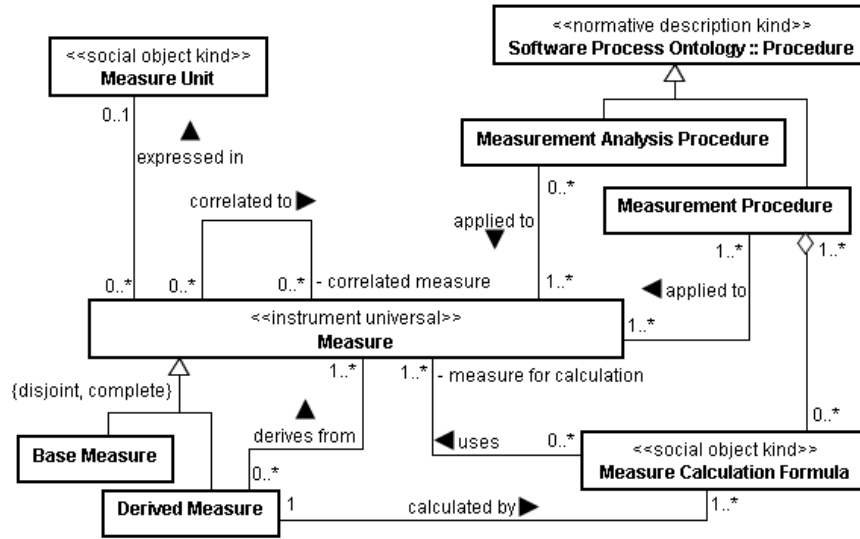 <<normative description kind>>
Software Process Ontology :: Procedure
<<social object kind>>
Measure Unit
0..1
expressed in
Measurement Analysis Procedure
0..*
correlated to
Measurement Procedure
applied to
1..*
1..*
0..*
0..*
0..*
- correlated measure
1..*
applied to
<<instrument universal>>
Measure
1..*
1..*
1..*
- measure for calculation
{disjoint, complete}
0..*
derives from
uses
0..*
<<social object kind>>
Measure Calculation Formula
Base Measure
0..*
Derived Measure
1
calculated by
1..*